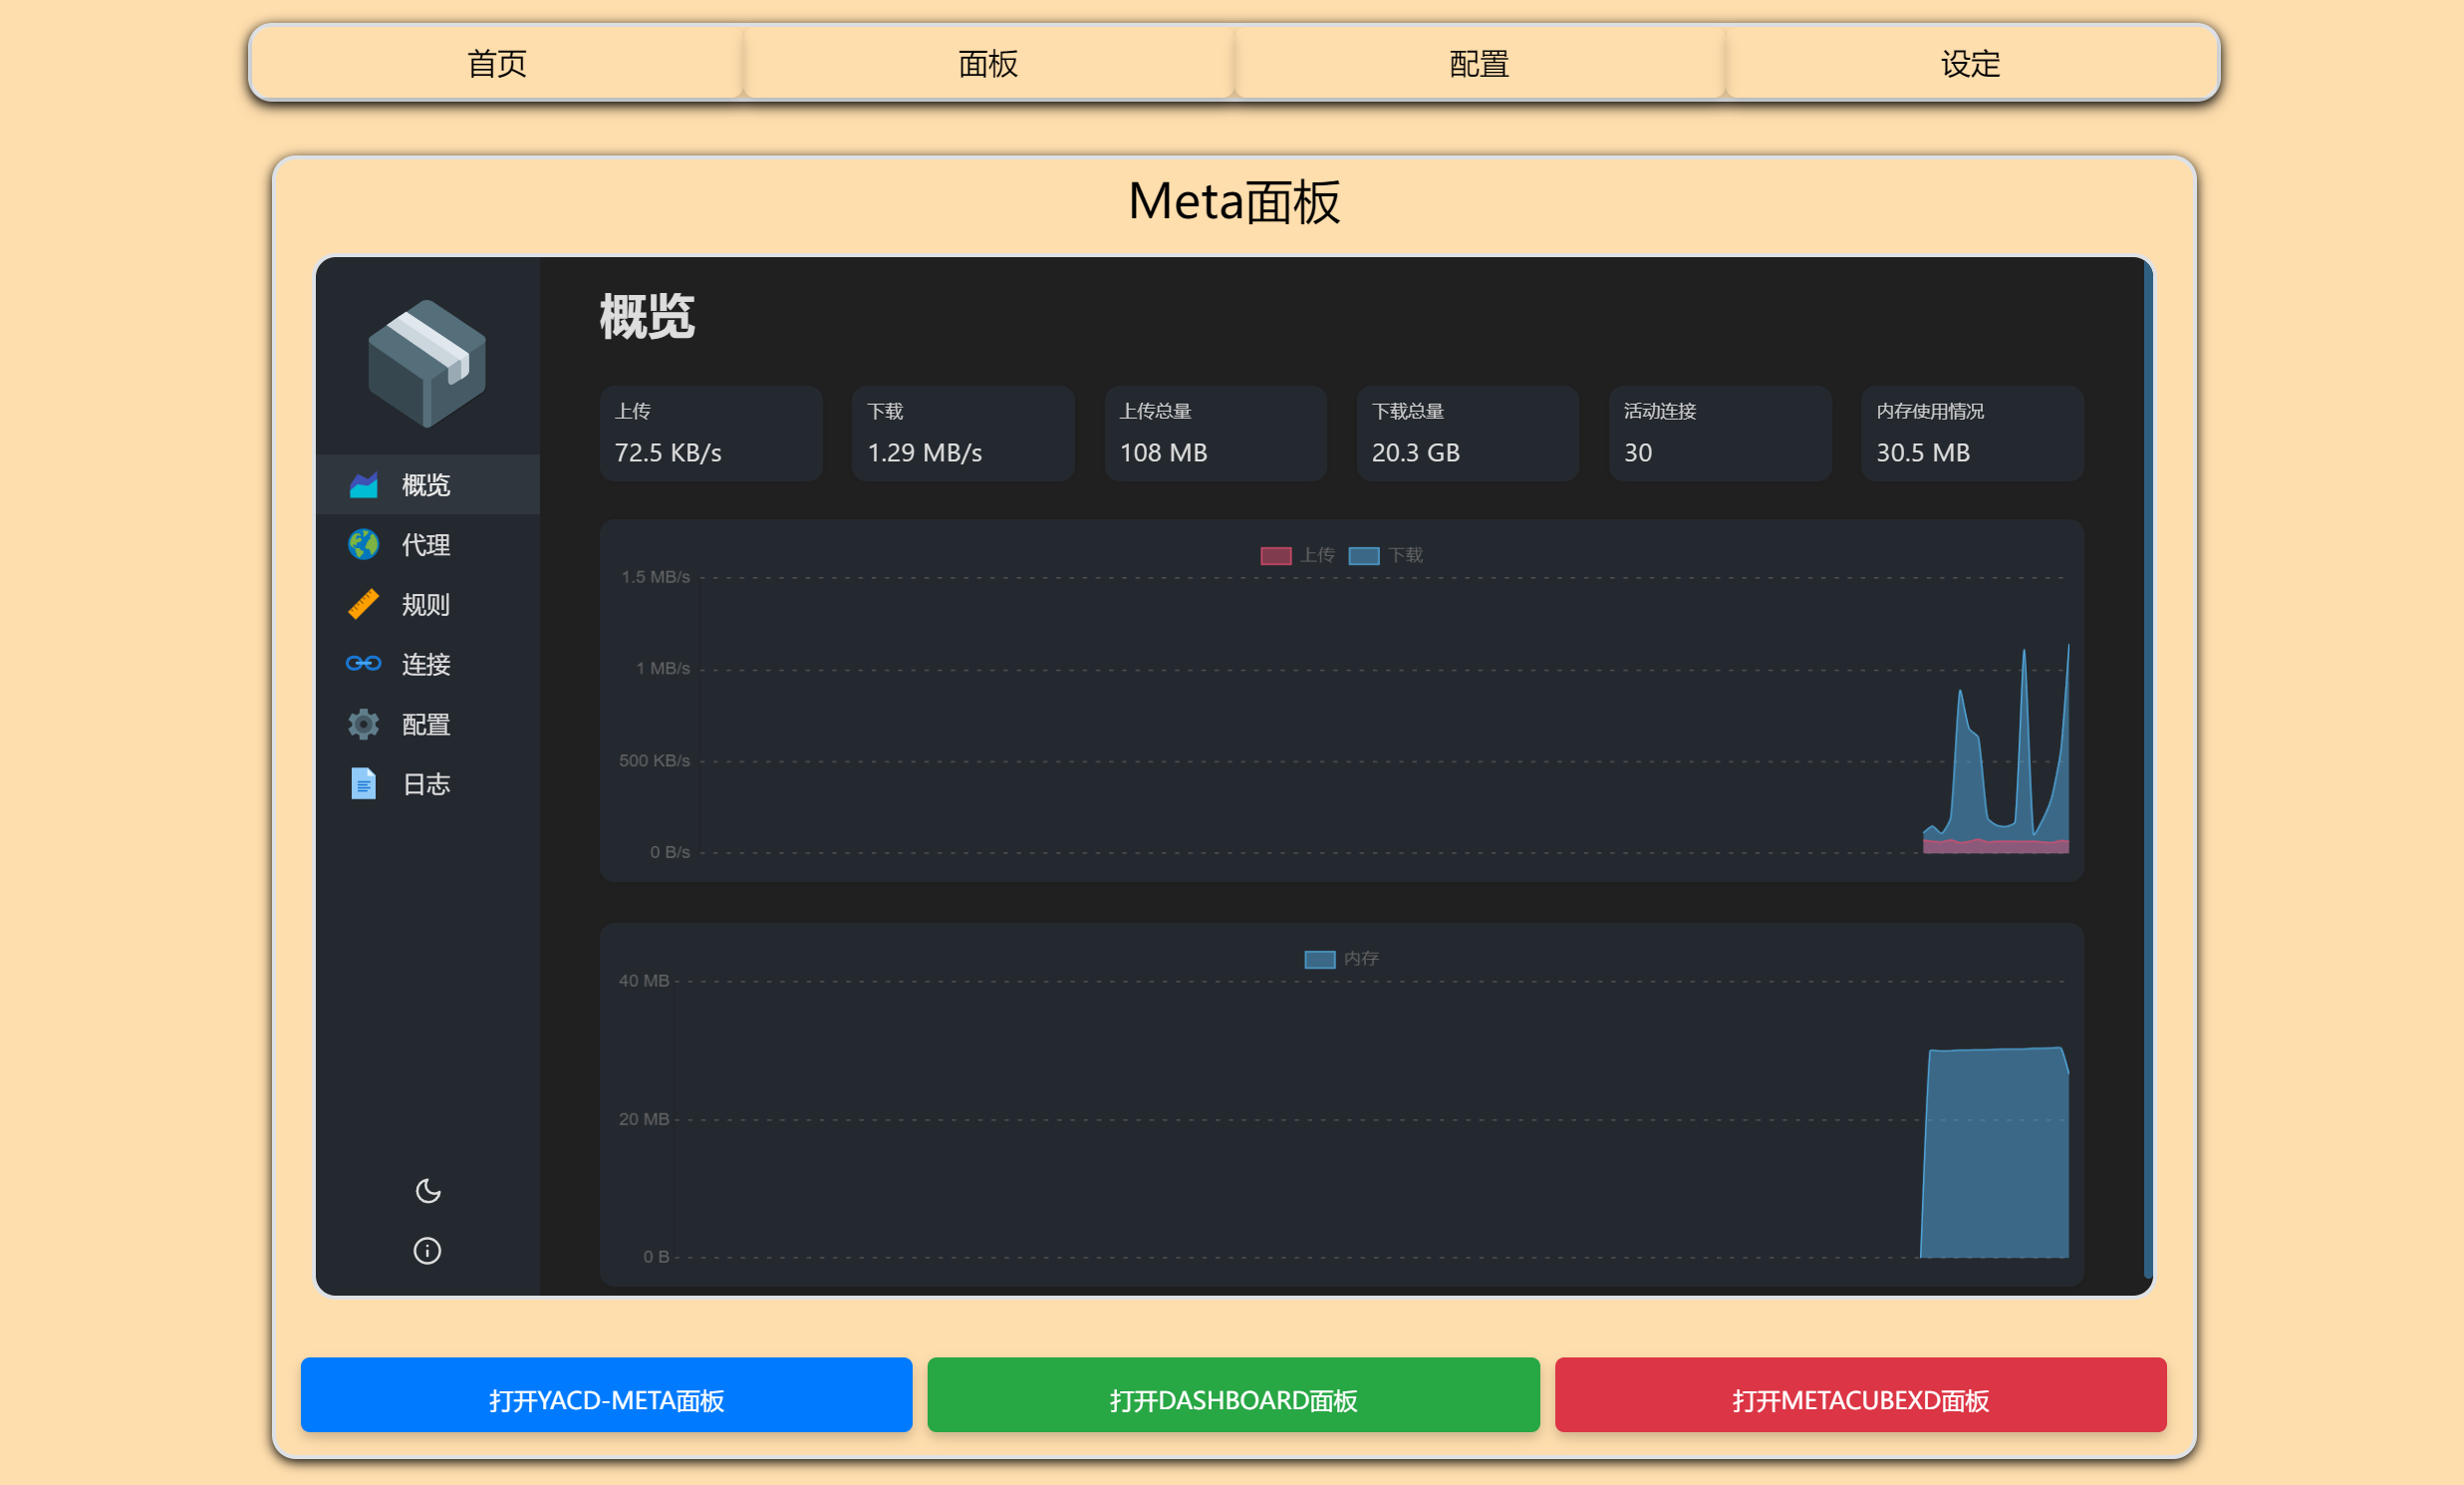 首页
面板
配置
设定
Meta面板
概览
代理
规则
连接
配置
日志
概览
上传
72.5 KB/s
下载
1.29 MB/s
上传总量
108 MB
下载总量
20.3 GB
活动连接
30
内存使用情况
30.5 MB
上传
下载
1.5 MB/s
1 MB/s
500 KB/s
0 B/s
内存
40 MB
20 MB
0 B
打开YACD-META面板
打开DASHBOARD面板
打开METACUBEXD面板